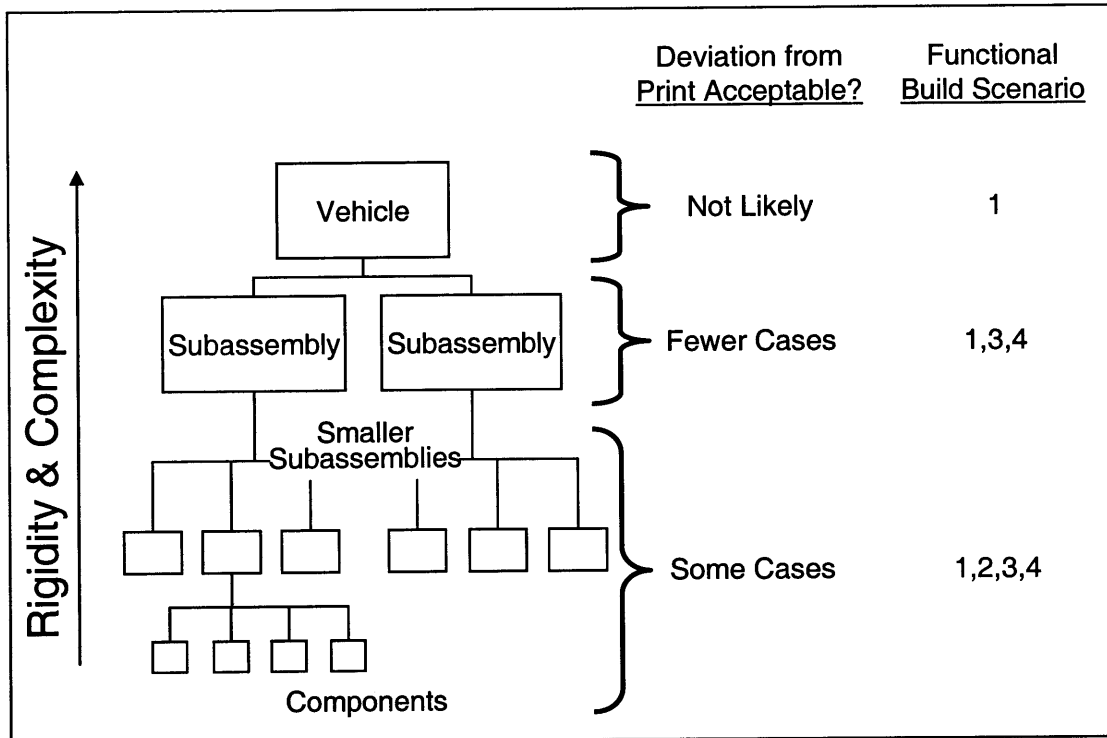 Deviation from
Print Acceptable?
Functional
Build Scenario
Rigidity & Complexity
Vehicle
Not Likely
1
Subassembly
Subassembly
Fewer Cases
1,3,4
Smaller
Subassemblies
Some Cases
1,2,3,4
Components